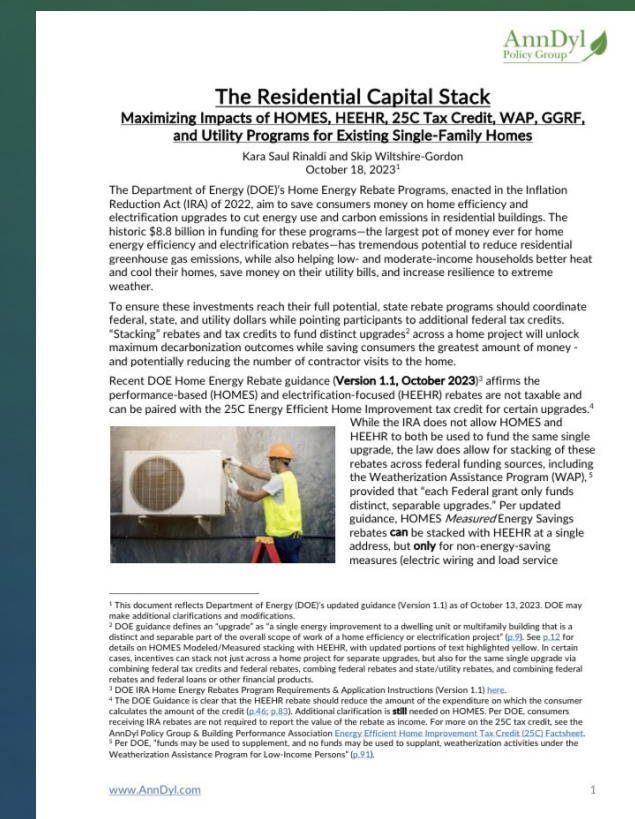 AnnDyl
Policy Group
The Residential Capital Stack
Maximizing Impacts of HOMES, HEEHR, 25C Tax Credit, WAP, GGRF,
and Utility Programs for Existing Single-Family Homes
Kara Saul Rinaldi and Skip Wiltshire-Gordon
October 18, 2023¹
The Department of Energy (DOE)'s Home Energy Rebate Programs, enacted in the Inflation
Reduction Act (IRA) of 2022, aim to save consumers money on home efficiency and
electrification upgrades to cut energy use and carbon emissions in residential buildings. The
historic $8.8 billion in funding for these programs—the largest pot of money ever for home
energy efficiency and electrification rebates—has tremendous potential to reduce residential
greenhouse gas emissions, while also helping low- and moderate-income households better heat
and cool their homes, save money on their utility bills, and increase resilience to extreme
weather.
To ensure these investments reach their full potential, state rebate programs should coordinate
federal, state, and utility dollars while pointing participants to additional federal tax credits.
"Stacking" rebates and tax credits to fund distinct upgrades² across a home project will unlock
maximum decarbonization outcomes while saving consumers the greatest amount of money -
and potentially reducing the number of contractor visits to the home.
Recent DOE Home Energy Rebate guidance (Version 1.1, October 2023)³ affirms the
performance-based (HOMES) and electrification-focused (HEEHR) rebates are not taxable and
can be paired with the 25C Energy Efficient Home Improvement tax credit for certain upgrades.⁴
While the IRA does not allow HOMES and
HEEHR to both be used to fund the same single
upgrade, the law does allow for stacking of these
rebates across federal funding sources, including
the Weatherization Assistance Program (WAP),⁵
provided that "each Federal grant only funds
distinct, separable upgrades." Per updated
guidance, HOMES Measured Energy Savings
rebates can be stacked with HEEHR at a single
address, but only for non-energy-saving
measures (electric wiring and load service
¹ This document reflects Department of Energy (DOE)'s updated guidance (Version 1.1) as of October 13, 2023. DOE may
make additional clarifications and modifications.
² DOE guidance defines an "upgrade" as "a single energy improvement to a dwelling unit or multifamily building that is a
distinct and separable part of the overall scope of work of a home efficiency or electrification project" (p.9). See p.12 for
details on HOMES Modeled/Measured stacking with HEEHR, with updated portions of text highlighted yellow. In certain
cases, incentives can stack not just across a home project for separate upgrades, but also for the same single upgrade via
combining federal tax credits and federal rebates, combing federal rebates and state/utility rebates, and combining federal
rebates and federal loans or other financial products.
³ DOE IRA Home Energy Rebates Program Requirements & Application Instructions (Version 1.1) here.
⁴ The DOE Guidance is clear that the HEEHR rebate should reduce the amount of the expenditure on which the consumer
calculates the amount of the credit (p.46; p.83). Additional clarification is still needed on HOMES. Per DOE, consumers
receiving IRA rebates are not required to report the value of the rebate as income. For more on the 25C tax credit, see the
AnnDyl Policy Group & Building Performance Association Energy Efficient Home Improvement Tax Credit (25C) Factsheet.
⁵ Per DOE, "funds may be used to supplement, and no funds may be used to supplant, weatherization activities under the
Weatherization Assistance Program for Low-Income Persons" (p.91).
www.AnnDyl.com
1